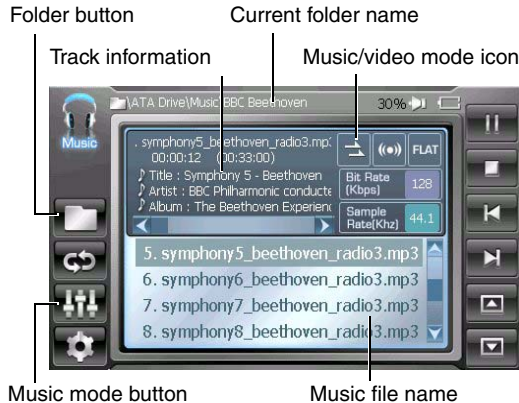 Folder button
Current folder name
Track information
Music/video mode icon
\ATA Drive\Music\BBC Beethoven
30%
Music
. symphony5_beethoven_radio3.mp3
00:00:12 (00:33:00)
Title : Symphony 5 - Beethoven
Artist : BBC Philharmonic conducte
Album : The Beethoven Experienc
FLAT
Bit Rate (Kbps) 128
Sample Rate(Khz) 44.1
5. symphony5_beethoven_radio3.mp3
6. symphony6_beethoven_radio3.mp3
7. symphony7_beethoven_radio3.mp3
8. symphony8_beethoven_radio3.mp3
Music mode button
Music file name